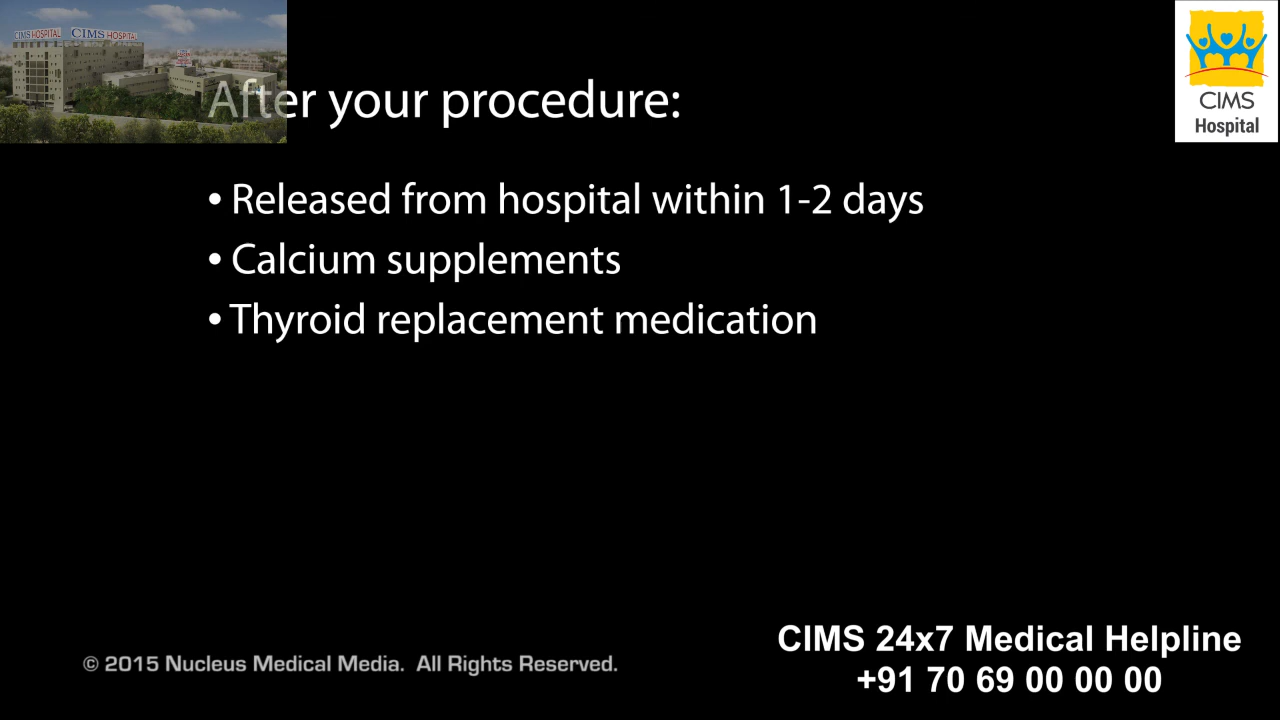 CIMS HOSPITAL CIMS HOSPITAL
CIMS
Hospital
After your procedure:
• Released from hospital within 1-2 days
• Calcium supplements
• Thyroid replacement medication
© 2015 Nucleus Medical Media. All Rights Reserved.
CIMS 24x7 Medical Helpline
+91 70 69 00 00 00